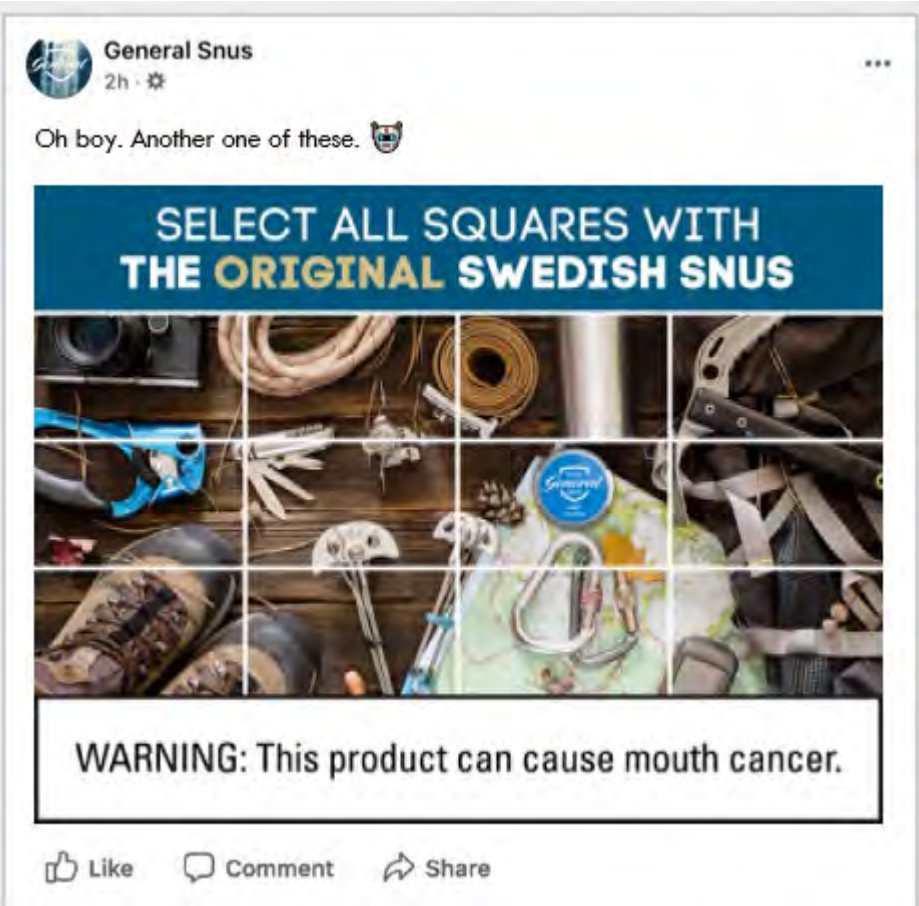 General Snus
2h ·
Oh boy. Another one of these.
SELECT ALL SQUARES WITH
THE ORIGINAL SWEDISH SNUS
General
WARNING: This product can cause mouth cancer.
Like Comment Share